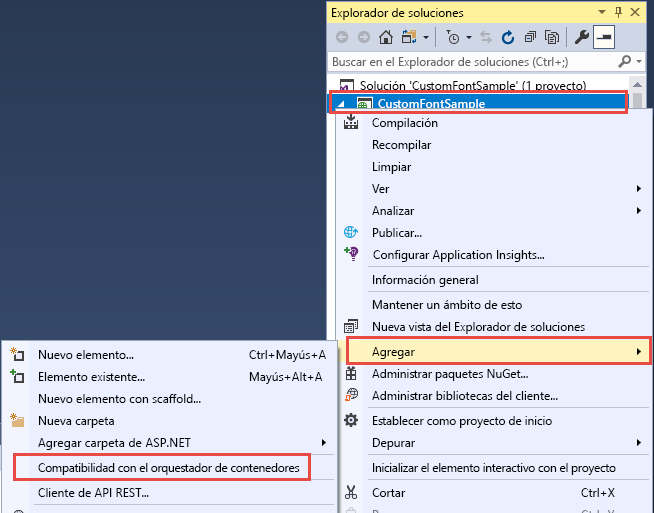 Explorador de soluciones
Buscar en el Explorador de soluciones (Ctrl+;)
Solución 'CustomFontSample' (1 proyecto)
CustomFontSample
Compilación
Recompilar
Limpiar
Ver
Analizar
Publicar...
Configurar Application Insights...
Información general
Mantener un ámbito de esto
Nueva vista del Explorador de soluciones
Agregar
Administrar paquetes NuGet...
Administrar bibliotecas del cliente...
Establecer como proyecto de inicio
Depurar
Inicializar el elemento interactivo con el proyecto
Cortar Ctrl+X
Nuevo elemento... Ctrl+Mayús+A
Elemento existente... Mayús+Alt+A
Nuevo elemento con scaffold...
Nueva carpeta
Agregar carpeta de ASP.NET
Compatibilidad con el orquestador de contenedores
Cliente de API REST...